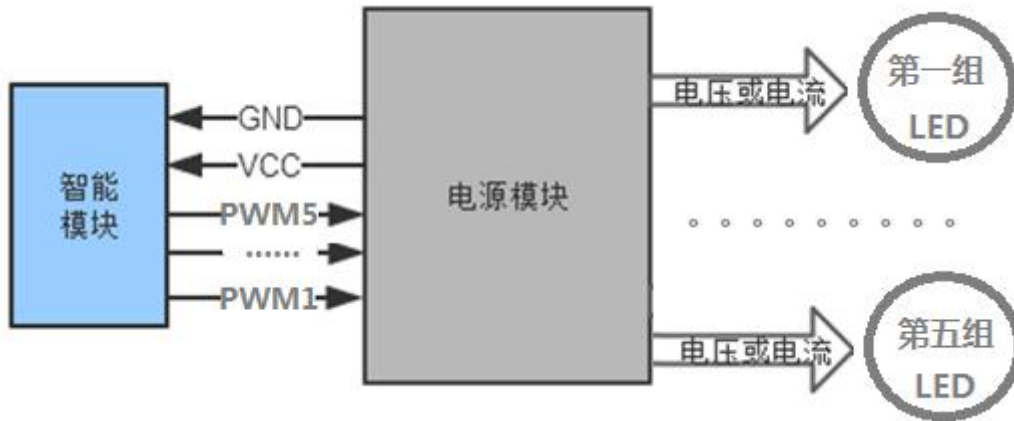 智能
模块
GND
VCC
PWM5
······
PWM1
电源模块
电压或电流
第一组
LED
电压或电流
第五组
LED